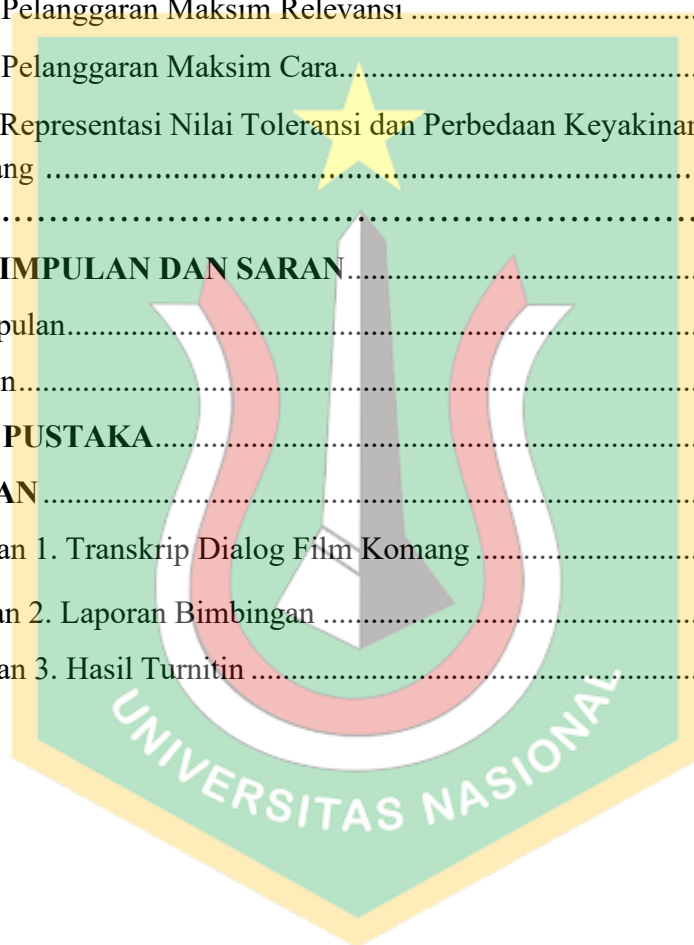 Pelanggaran Maksim Relevansi ........................................
Pelanggaran Maksim Cara........................................
Representasi Nilai Toleransi dan Perbedaan Keyakinan
ang ........................................
........................................
IMPULAN DAN SARAN........................................
pulan........................................
n........................................
PUSTAKA........................................
AN........................................
an 1. Transkrip Dialog Film Komang ........................................
an 2. Laporan Bimbingan ........................................
an 3. Hasil Turnitin ........................................
UNIVERSITAS NASIONAL